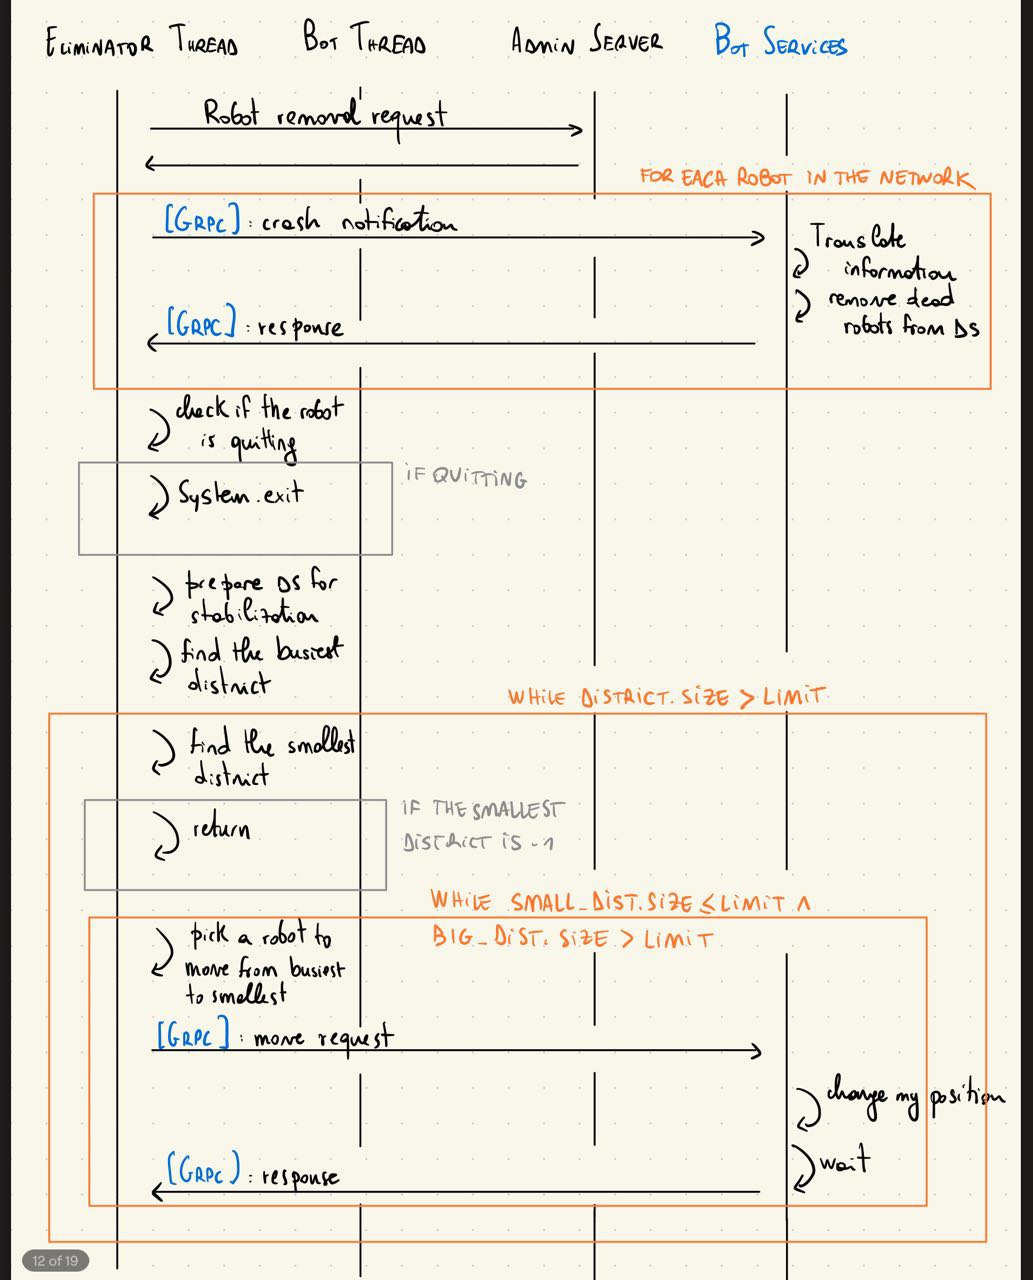 ELIMINATOR THREAD BOT THREAD ADMIN SERVER BOT SERVICES
Robot removal request
FOR EACH ROBOT IN THE NETWORK
[GRPC]: crash notification
Translate
information
remove dead
robots from DS
[GRPC]: response
check if the robot
is quitting
IF QUITTING
System.exit
prepare DS for
stabilization
find the busiest
district
WHILE DISTRICT.SIZE > LIMIT
find the smallest
district
IF THE SMALLEST
DISTRICT IS -1
return
WHILE SMALL_DIST.SIZE ≤ LIMIT ∧
BIG_DIST.SIZE > LIMIT
pick a robot to
move from busiest
to smallest
[GRPC]: move request
change my position
wait
[GRPC): response
12 of 19